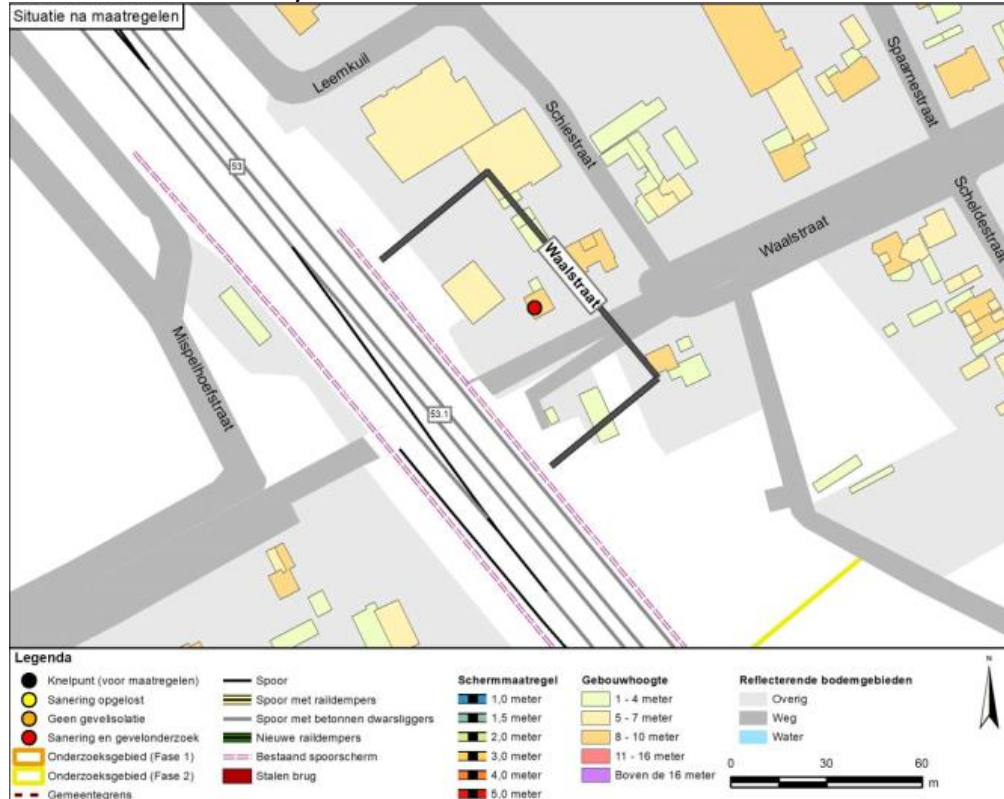 Situatie na maatregelen
Leemkuil
Schiestraat
Spaarnestraat
53
Waalstraat
Scheldestraat
Waalstraat
Mispelhoefstraat
53.1
Legenda
Knelpunt (voor maatregelen)
Sanering opgelost
Geen gevelisolatie
Sanering en gevelonderzoek
Onderzoeksgebied (Fase 1)
Onderzoeksgebied (Fase 2)
Gemeentegrens
Spoor
Spoor met raildempers
Spoor met betonnen dwarsliggers
Nieuwe raildempers
Bestaand spoorscherm
Stalen brug
Schermmaatregel
1,0 meter
1,5 meter
2,0 meter
3,0 meter
4,0 meter
5,0 meter
Gebouwhoogte
1 - 4 meter
5 - 7 meter
8 - 10 meter
11 - 16 meter
Boven de 16 meter
Reflecterende bodemgebieden
Overig
Weg
Water
N
0 30 60
m